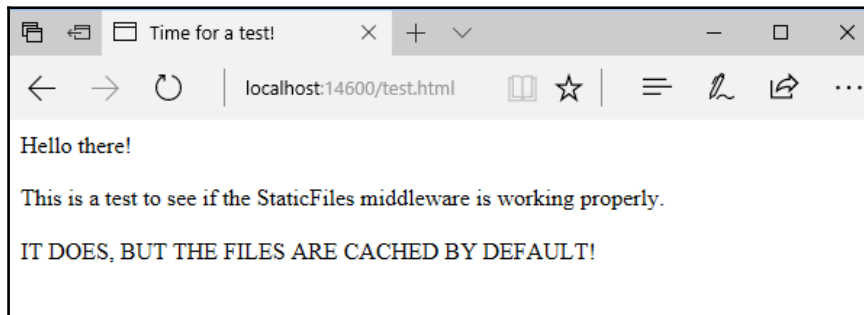 Time for a test!
localhost:14600/test.html
Hello there!
This is a test to see if the StaticFiles middleware is working properly.
IT DOES, BUT THE FILES ARE CACHED BY DEFAULT!